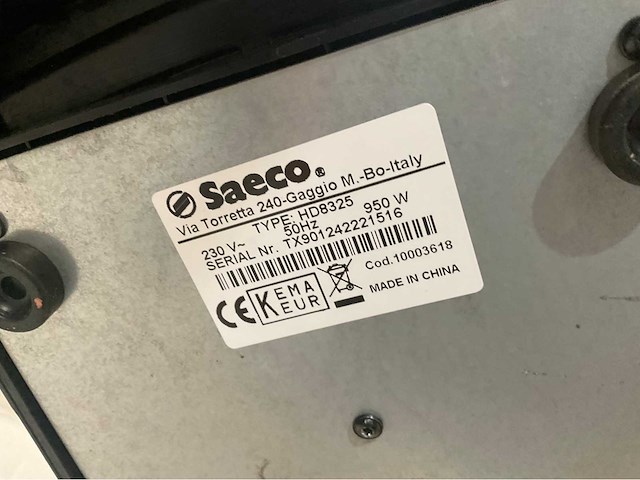 Saeco®
Via Torretta 240-Gaggio M.-Bo-Italy
TYPE: HD8325
230 V~ 50HZ 950 W
SERIAL Nr. TX901242221516
Cod.10003618
CE KEMA EUR MADE IN CHINA